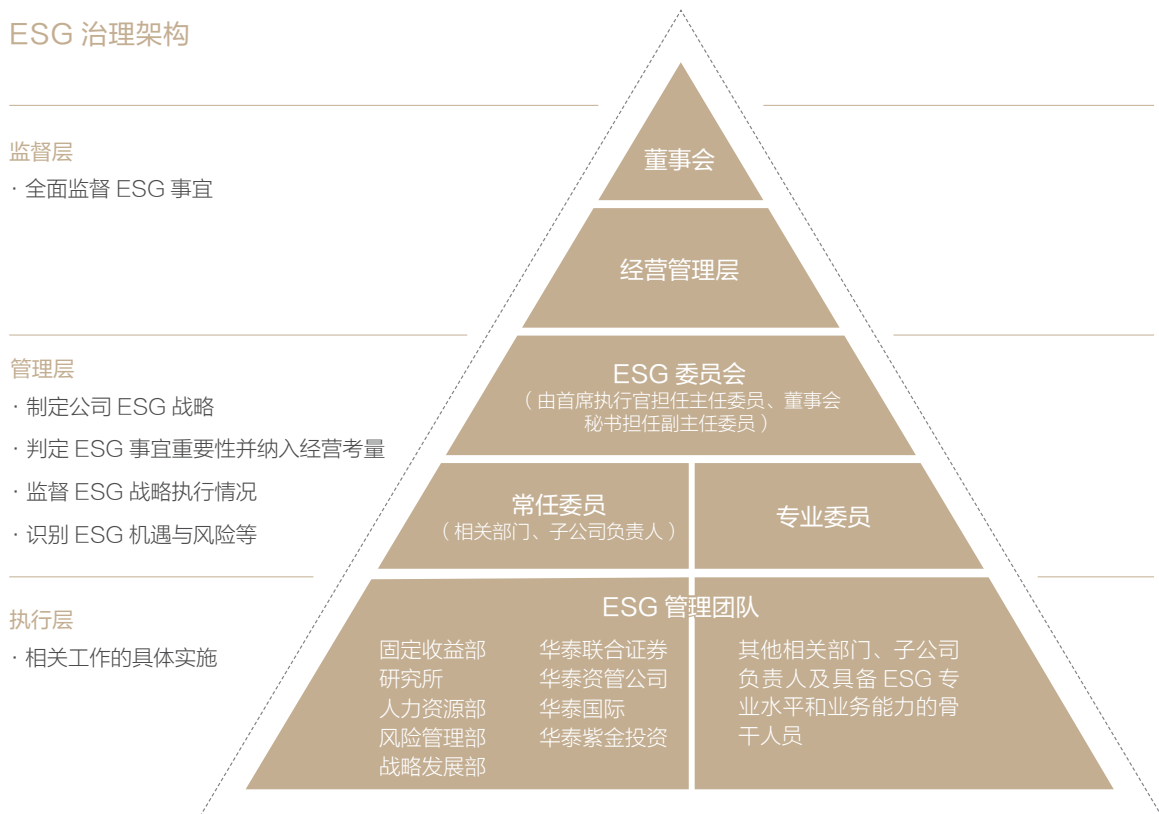 ESG 治理架构
监督层
· 全面监督 ESG 事宜
董事会
经营管理层
管理层
· 制定公司 ESG 战略
· 判定 ESG 事宜重要性并纳入经营考量
· 监督 ESG 战略执行情况
· 识别 ESG 机遇与风险等
ESG 委员会
（由首席执行官担任主任委员、董事会
秘书担任副主任委员）
常任委员
（相关部门、子公司负责人）
专业委员
执行层
· 相关工作的具体实施
ESG 管理团队
固定收益部
研究所
人力资源部
风险管理部
战略发展部
华泰联合证券
华泰资管公司
华泰国际
华泰紫金投资
其他相关部门、子公司
负责人及具备 ESG 专
业水平和业务能力的骨
干人员